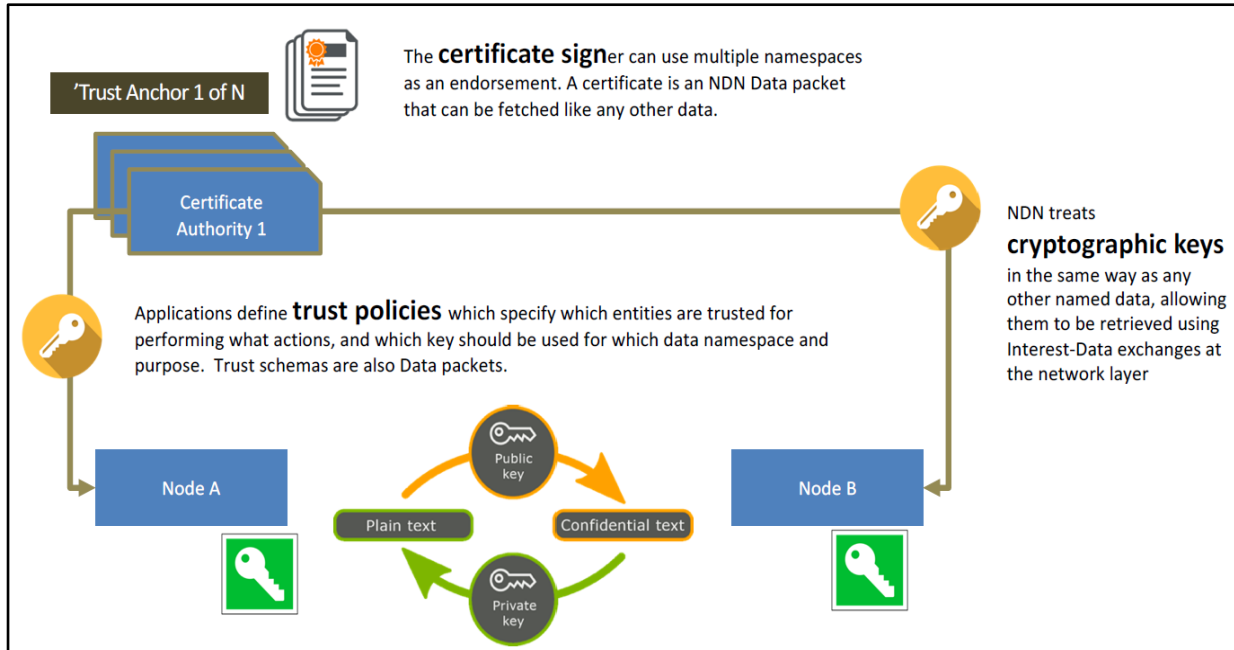 The certificate signer can use multiple namespaces
as an endorsement. A certificate is an NDN Data packet
that can be fetched like any other data.
’Trust Anchor 1 of N
Certificate
Authority 1
NDN treats
cryptographic keys
in the same way as any
other named data, allowing
them to be retrieved using
Interest-Data exchanges at
the network layer
Applications define trust policies which specify which entities are trusted for
performing what actions, and which key should be used for which data namespace and
purpose. Trust schemas are also Data packets.
Node A
Public
key
Plain text
Confidential text
Private
key
Node B